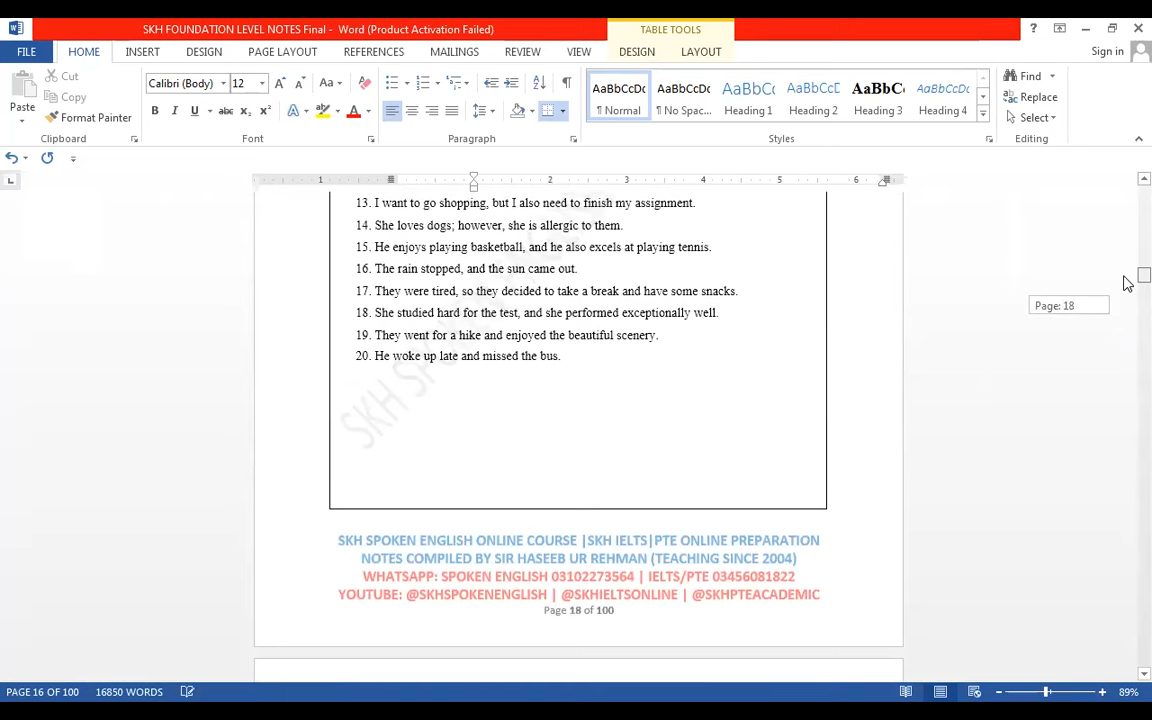 SKH FOUNDATION LEVEL NOTES Final - Word (Product Activation Failed)
TABLE TOOLS
FILE HOME INSERT DESIGN PAGE LAYOUT REFERENCES MAILINGS REVIEW VIEW DESIGN LAYOUT Sign in
Paste
Cut
Copy
Format Painter
Calibri (Body) 12
AaBbCcDc AaBbCcDc AaBbCc AaBbCcD AaBbCc AaBbCcDc
¶ Normal ¶ No Spac... Heading 1 Heading 2 Heading 3 Heading 4
Find
Replace
Select
Clipboard Font Paragraph Styles Editing
1 2 3 4 5 6
13. I want to go shopping, but I also need to finish my assignment.
14. She loves dogs; however, she is allergic to them.
15. He enjoys playing basketball, and he also excels at playing tennis.
16. The rain stopped, and the sun came out.
17. They were tired, so they decided to take a break and have some snacks.
18. She studied hard for the test, and she performed exceptionally well.
19. They went for a hike and enjoyed the beautiful scenery.
20. He woke up late and missed the bus.
Page: 18
SKH SPOKEN
SKH SPOKEN ENGLISH ONLINE COURSE |SKH IELTS|PTE ONLINE PREPARATION
NOTES COMPILED BY SIR HASEEB UR REHMAN (TEACHING SINCE 2004)
WHATSAPP: SPOKEN ENGLISH 03102273564 | IELTS/PTE 03456081822
YOUTUBE: @SKHSPOKENENGLISH | @SKHIELTSONLINE | @SKHPTEACADEMIC
Page 18 of 100
PAGE 16 OF 100 16850 WORDS 89%